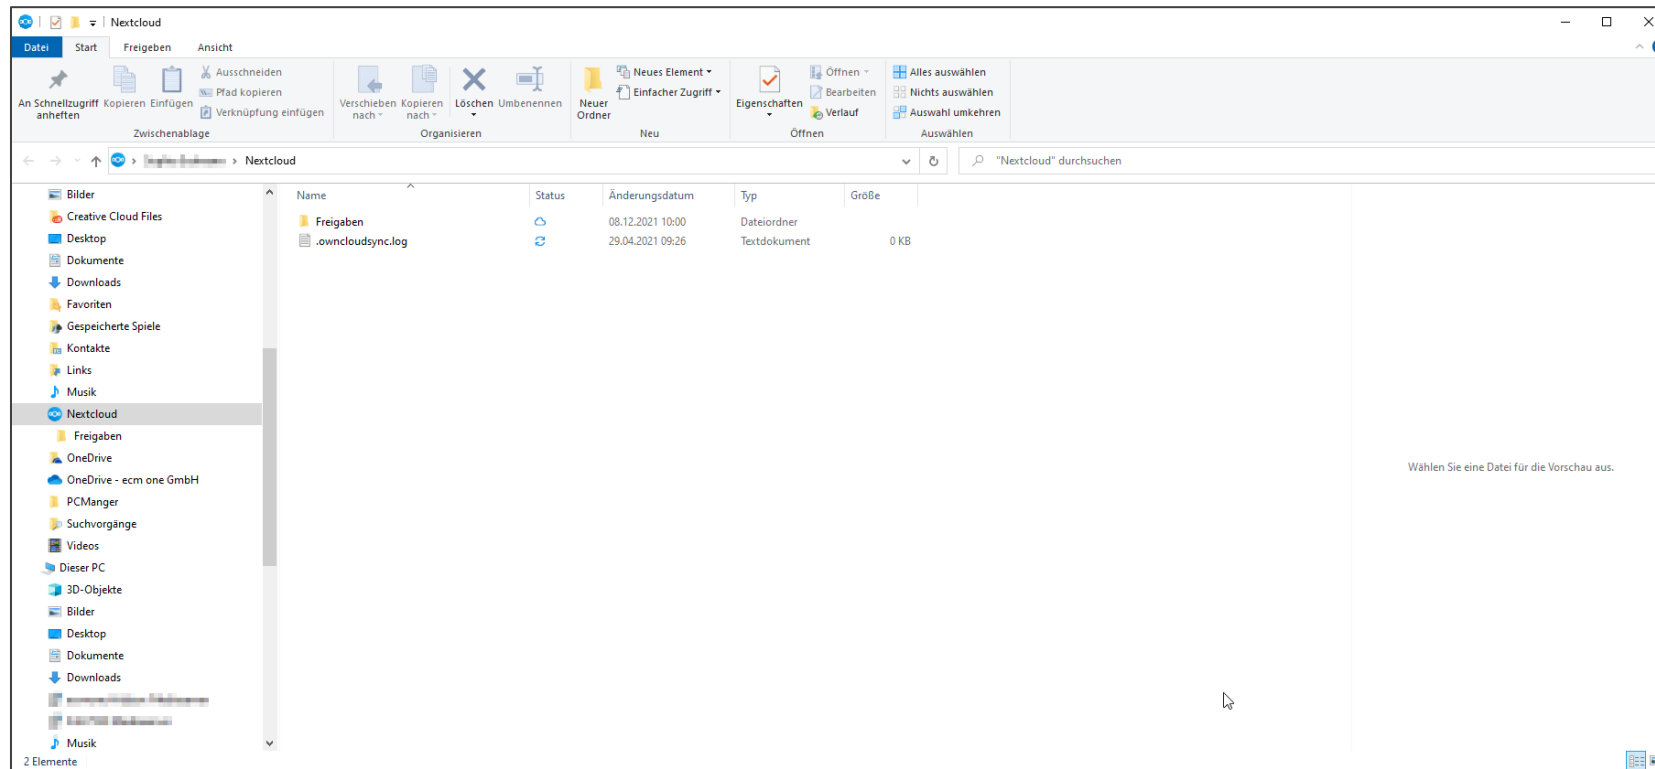 Nextcloud
Datei Start Freigeben Ansicht
An Schnellzugriff anheften
Kopieren
Einfügen
Ausschneiden
Pfad kopieren
Verknüpfung einfügen
Zwischenablage
Verschieben nach
Kopieren nach
Löschen
Umbenennen
Organisieren
Neuer Ordner
Neues Element
Einfacher Zugriff
Neu
Eigenschaften
Öffnen
Bearbeiten
Verlauf
Öffnen
Alles auswählen
Nichts auswählen
Auswahl umkehren
Auswählen
Nextcloud
"Nextcloud" durchsuchen
Bilder
Creative Cloud Files
Desktop
Dokumente
Downloads
Favoriten
Gespeicherte Spiele
Kontakte
Links
Musik
Nextcloud
Freigaben
OneDrive
OneDrive - ecm one GmbH
PCManger
Suchvorgänge
Videos
Dieser PC
3D-Objekte
Bilder
Desktop
Dokumente
Downloads
Musik
Name Status Änderungsdatum Typ Größe
Freigaben 08.12.2021 10:00 Dateiordner
.owncloudsync.log 29.04.2021 09:26 Textdokument 0 KB
Wählen Sie eine Datei für die Vorschau aus.
2 Elemente